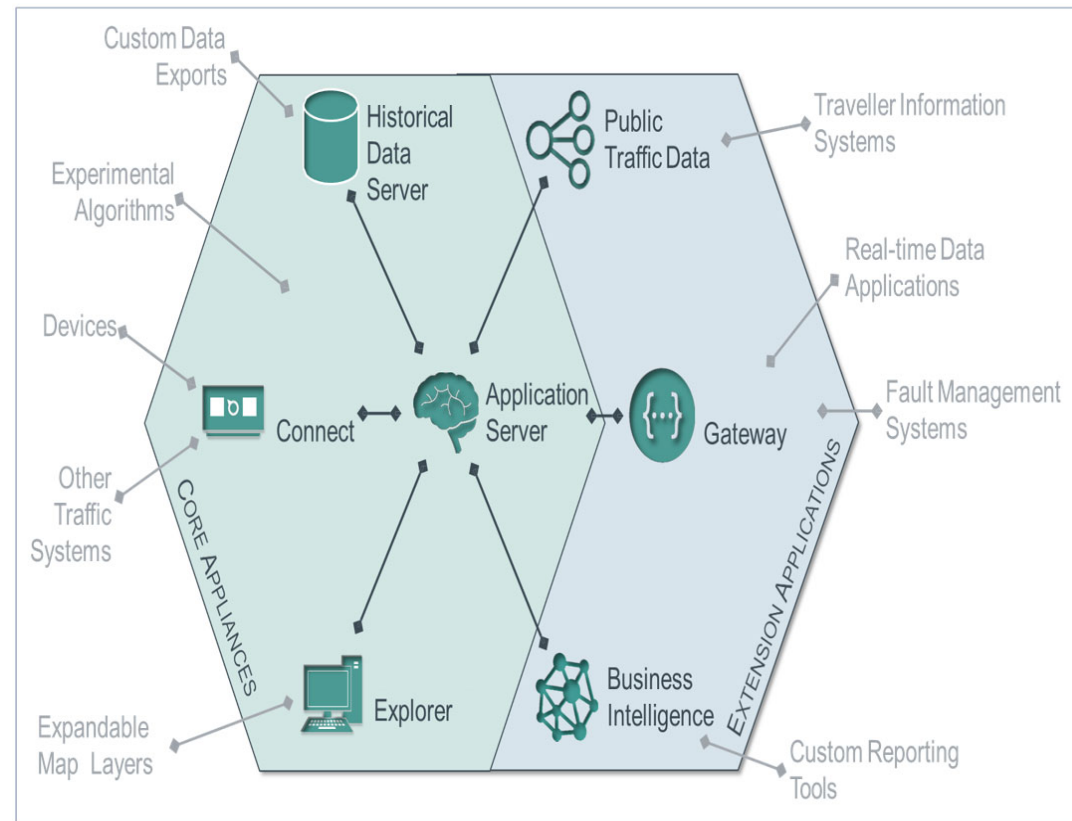 Custom Data
Exports
Historical
Data
Server
Public
Traffic Data
Traveller Information
Systems
Experimental
Algorithms
Real-time Data
Applications
Devices
Connect
Application
Server
{...}
Gateway
Fault Management
Systems
Other
Traffic
Systems
CORE APPLIANCES
EXTENSION APPLICATIONS
Explorer
Business
Intelligence
Expandable
Map Layers
Custom Reporting
Tools